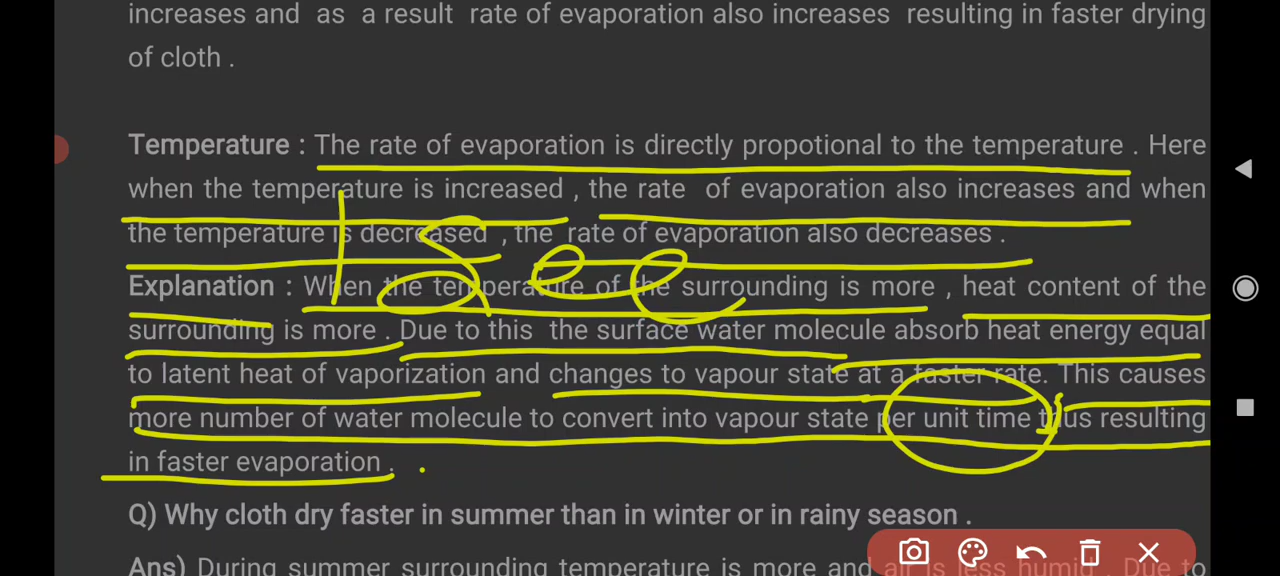 increases and as a result rate of evaporation also increases resulting in faster drying
of cloth .
Temperature : The rate of evaporation is directly propotional to the temperature . Here
when the temperature is increased , the rate of evaporation also increases and when
the temperature is decreased , the rate of evaporation also decreases .
Explanation : When the temperature of the surrounding is more , heat content of the
surrounding is more . Due to this the surface water molecule absorb heat energy equal
to latent heat of vaporization and changes to vapour state at a faster rate. This causes
more number of water molecule to convert into vapour state per unit time thus resulting
in faster evaporation .
Q) Why cloth dry faster in summer than in winter or in rainy season .
Ans) During summer surrounding temperature is more and air is less humid. Due to